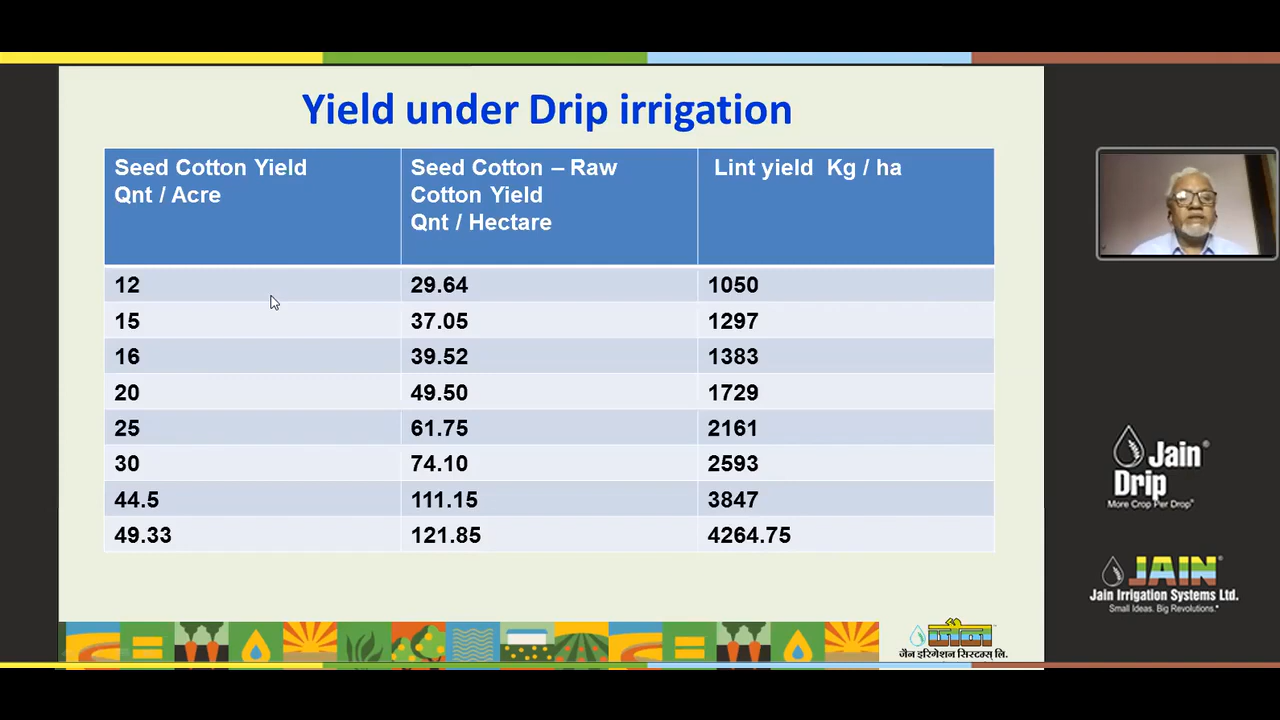 Yield under Drip irrigation
Seed Cotton Yield
Qnt / Acre
Seed Cotton – Raw
Cotton Yield
Qnt / Hectare
Lint yield Kg / ha
12 29.64 1050
15 37.05 1297
16 39.52 1383
20 49.50 1729
25 61.75 2161
30 74.10 2593
44.5 111.15 3847
49.33 121.85 4264.75
Jain®
Drip
More Crop Per Drop®
JAIN®
Jain Irrigation Systems Ltd.
Small Ideas. Big Revolutions.®
जैन™
जैन इरिगेशन सिस्टम्स् लि.